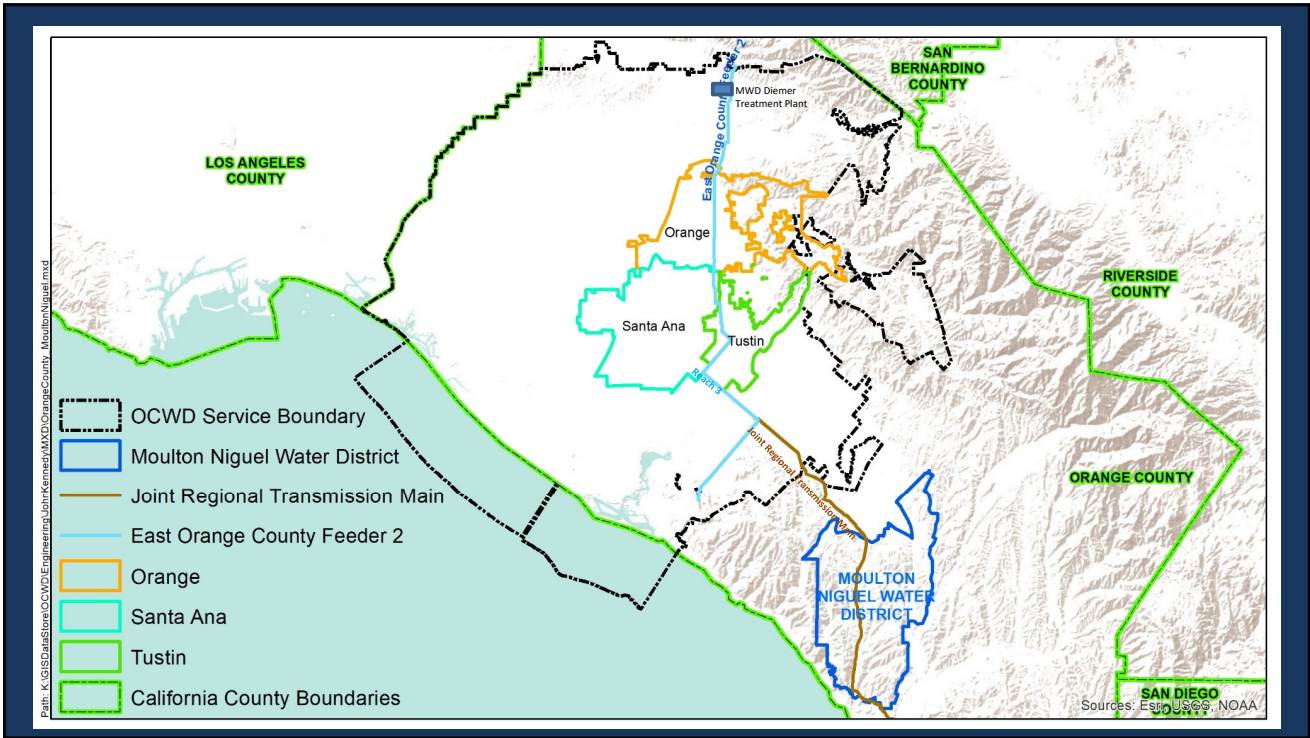 SAN
BERNARDINO
COUNTY
East Orange County Feeder 2
MWD Diemer
Treatment Plant
LOS ANGELES
COUNTY
Orange
RIVERSIDE
COUNTY
Santa Ana
Tustin
Reach 3
OCWD Service Boundary
Moulton Niguel Water District
Joint Regional Transmission Main
East Orange County Feeder 2
Orange
Santa Ana
Tustin
California County Boundaries
Joint Regional Transmission Main
ORANGE COUNTY
MOULTON
NIGUEL WATER
DISTRICT
SAN DIEGO
COUNTY
Sources: Esri, USGS, NOAA
Path: K:\GISDataStore\OCWD\Engineering\JohnKennedy\MXD\OrangeCounty_MoultonNiguel.mxd